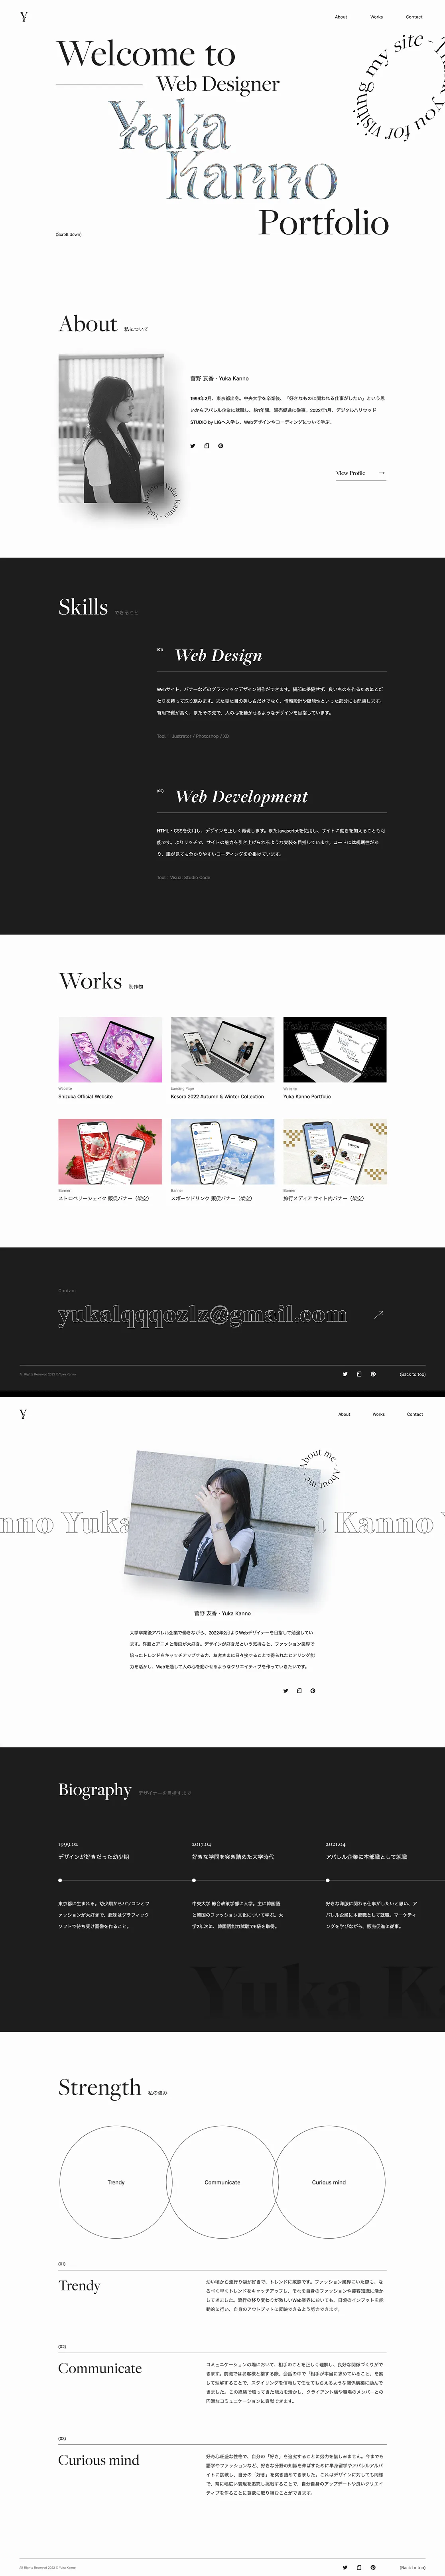 Y
About
Works
Contact
Welcome to
Web Designer
Yuka
Kanno
Portfolio
Thank you for visiting my site -
(Scroll down)
About 私について
菅野 友香 - Yuka Kanno
1999年2月、東京都出身。中央大学を卒業後、「好きなものに関われる仕事がしたい」という思
いからアパレル企業に就職し、約1年間、販売促進に従事。2022年1月、デジタルハリウッド
STUDIO by LIGへ入学し、Webデザインやコーディングについて学ぶ。
View Profile →
Skills できること
(01)
Web Design
Webサイト、バナーなどのグラフィックデザイン制作ができます。細部に妥協せず、良いものを作るためにこだ
わりを持って取り組みます。また見た目の美しさだけでなく、情報設計や機能性といった部分にも配慮します。
有司で質が高く、またその先で、人の心を動かせるようなデザインを目指しています。
Tool : Illustrator / Photoshop / XD
(02)
Web Development
HTML・CSSを使用し、デザインを正しく再現します。またJavascriptを使用し、サイトに動きを加えることも可
能です。よりリッチで、サイトの魅力を引き上げられるような実装を目指しています。コードには規則性があ
り、誰が見ても分かりやすいコーディングを心掛けています。
Tool : Visual Studio Code
Works 制作物
Website
Shizuka Official Website
Landing Page
Kesora 2022 Autumn & Winter Collection
Website
Yuka Kanno Portfolio
Banner
ストロベリーシェイク 販促バナー（架空）
Banner
スポーツドリンク 販促バナー（架空）
Banner
旅行メディア サイト内バナー（架空）
Contact
yukalqqqozlz@gmail.com
All Rights Reserved 2022 © Yuka Kanno
(Back to top)
Y
About
Works
Contact
About me - About me -
nno Yuka
a Kanno Y
菅野 友香 - Yuka Kanno
大学卒業後アパレル企業で働きながら、2022年2月よりWebデザイナーを目指して勉強してい
ます。洋服とアニメと漫画が大好き。デザインが好きだという気持ちと、ファッション業界で
培ったトレンドをキャッチアップする力、お客さまに日々接することで得られたヒアリング能
力を活かし、Webを通して人の心を動かせるようなクリエイティブを作っていきたいです。
Biography デザイナーを目指すまで
1999.02
デザインが好きだった幼少期
東京都に生まれる。幼少期からパソコンとフ
ァッションが大好きで、趣味はグラフィック
ソフトで待ち受け画像を作ること。
2017.04
好きな学問を突き詰めた大学時代
中央大学 総合政策学部に入学。主に韓国語
と韓国のファッション文化について学ぶ。大
学2年次に、韓国語能力試験で6級を取得。
2021.04
アパレル企業に本部職として就職
好きな洋服に関わる仕事がしたいと思い、ア
パレル企業に本部職として就職。マーケティ
ングを学びながら、販売促進に従事。
Yuka K
Strength 私の強み
Trendy
Communicate
Curious mind
(01)
Trendy
幼い頃から流行り物が好きで、トレンドに敏感です。ファッション業界にいた際も、な
るべく早くトレンドをキャッチアップし、それを自身のファッションや接客知識に活か
してきました。流行の移り変わりが激しいWeb業界においても、日頃のインプットを能
動的に行い、自身のアウトプットに反映できるよう努力できます。
(02)
Communicate
コミュニケーションの場において、相手のことを正しく理解し、良好な関係づくりがで
きます。前職ではお客様と接する際、会話の中で「相手が本当に求めていること」を察
して理解することで、スタイリングを信頼して任せてもらえるような関係構築に励んで
きました。この経験で培ってきた能力を活かし、クライアント様や職場のメンバーとの
円滑なコミュニケーションに貢献できます。
(03)
Curious mind
好奇心旺盛な性格で、自分の「好き」を追究することに努力を惜しみません。今までも
語学やファッションなど、好きな分野の知識を伸ばすために単身留学やアパレルアルバ
イトに挑戦し、自分の「好き」を突き詰めてきました。これはデザインに対しても同様
で、常に幅広い表現を追究し挑戦することで、自分自身のアップデートや良いクリエイ
ティブを作ることに貪欲に取り組むことができます。
All Rights Reserved 2022 © Yuka Kanno
(Back to top)